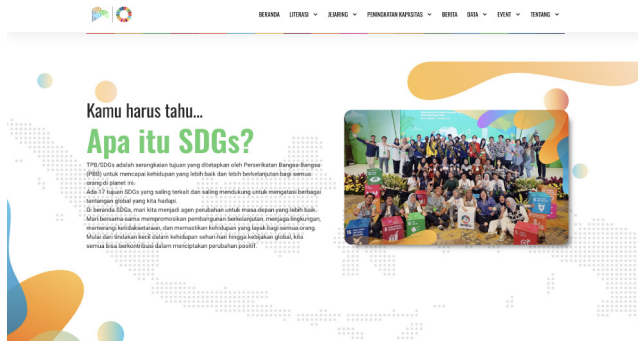 BERANDA LITERASI JEJARING PENINGKATAN KAPASITAS BERITA DATA EVENT TENTANG
Kamu harus tahu...
Apa itu SDGs?
TPB/SDGs adalah serangkaian tujuan yang ditetapkan oleh Perserikatan Bangsa-Bangsa
(PBB) untuk mencapai kehidupan yang lebih baik dan lebih berkelanjutan bagi semua
orang di planet ini.
Ada 17 tujuan SDGs yang saling terkait dan saling mendukung untuk mengatasi berbagai
tantangan global yang kita hadapi.
Di beranda SDGs, mari kita menjadi agen perubahan untuk masa depan yang lebih baik.
Mari bersama-sama mempromosikan pembangunan berkelanjutan, menjaga lingkungan,
memerangi ketidaksetaraan, dan memastikan kehidupan yang layak bagi semua orang.
Mulai dari tindakan kecil dalam kehidupan sehari-hari hingga kebijakan global, kita
semua bisa berkontribusi dalam menciptakan perubahan positif.